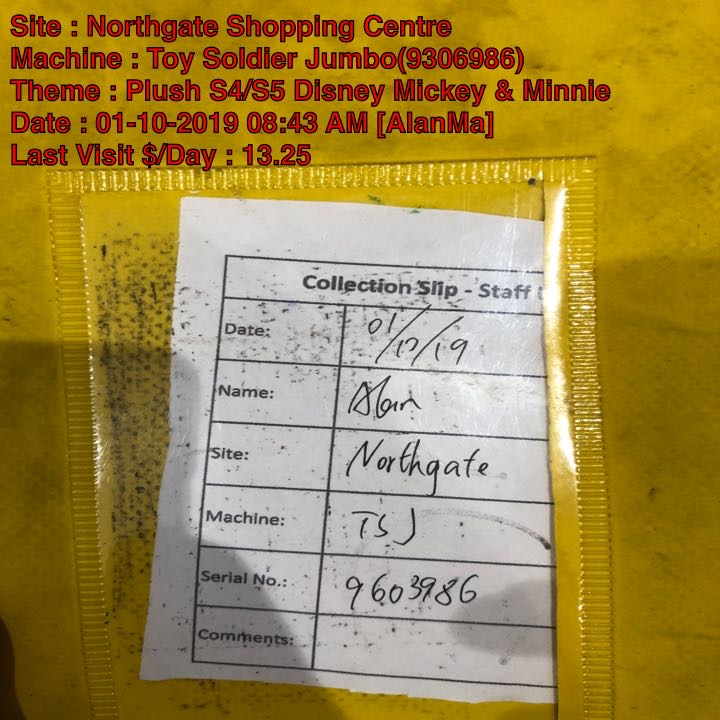 Site : Northgate Shopping Centre
Machine : Toy Soldier Jumbo(9306986)
Theme : Plush S4/S5 Disney Mickey & Minnie
Date : 01-10-2019 08:43 AM [AlanMa]
Last Visit $/Day : 13.25
Collection Slip - Staff
Date: 01/12/19
Name: Alan
Site: Northgate
Machine: TSJ
Serial No.: 9603986
Comments: